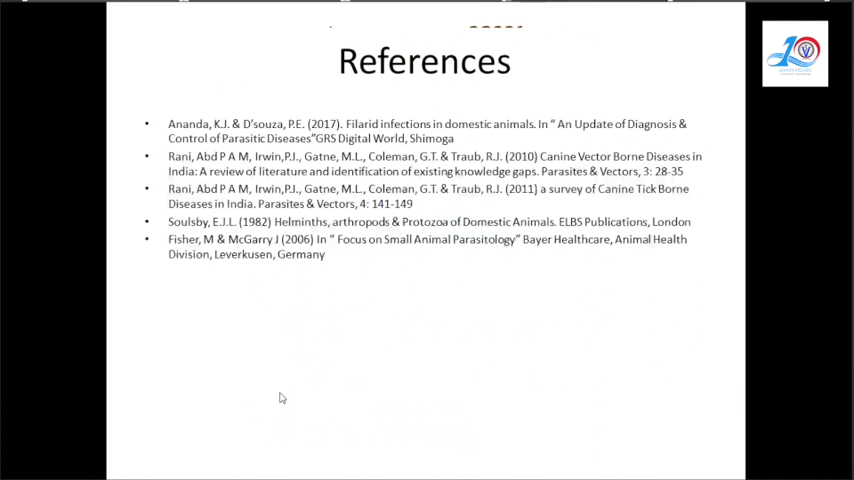 References
• Ananda, K.J. & D'souza, P.E. (2017). Filarid infections in domestic animals. In “ An Update of Diagnosis &
Control of Parasitic Diseases”GRS Digital World, Shimoga
• Rani, Abd P A M, Irwin,P.J., Gatne, M.L., Coleman, G.T. & Traub, R.J. (2010) Canine Vector Borne Diseases in
India: A review of literature and identification of existing knowledge gaps. Parasites & Vectors, 3: 28-35
• Rani, Abd P A M, Irwin,P.J., Gatne, M.L., Coleman, G.T. & Traub, R.J. (2011) a survey of Canine Tick Borne
Diseases in India. Parasites & Vectors, 4: 141-149
• Soulsby, E.J.L. (1982) Helminths, arthropods & Protozoa of Domestic Animals. ELBS Publications, London
• Fisher, M & McGarry J (2006) In “ Focus on Small Animal Parasitology” Bayer Healthcare, Animal Health
Division, Leverkusen, Germany
10
ANNIVERSARY